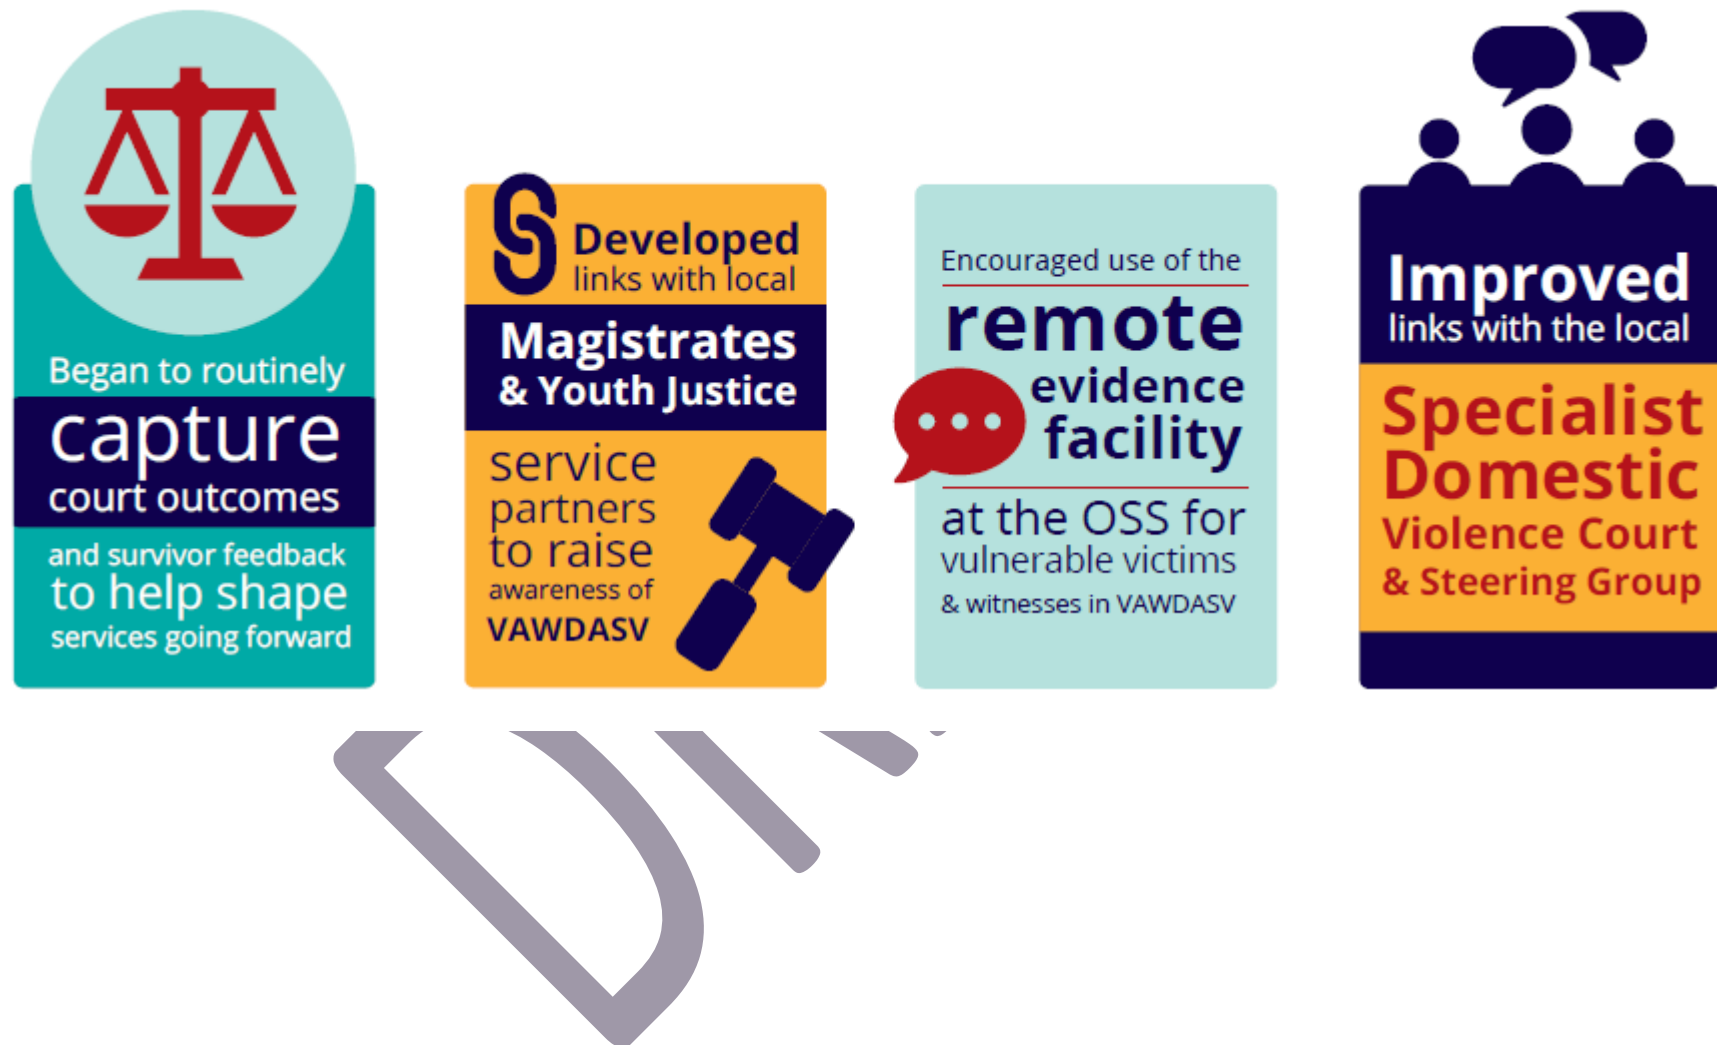 Began to routinely
capture
court outcomes
and survivor feedback
to help shape
services going forward
Developed
links with local
Magistrates
& Youth Justice
service
partners
to raise
awareness of
VAWDASV
Encouraged use of the
remote
evidence
facility
at the OSS for
vulnerable victims
& witnesses in VAWDASV
Improved
links with the local
Specialist
Domestic
Violence Court
& Steering Group